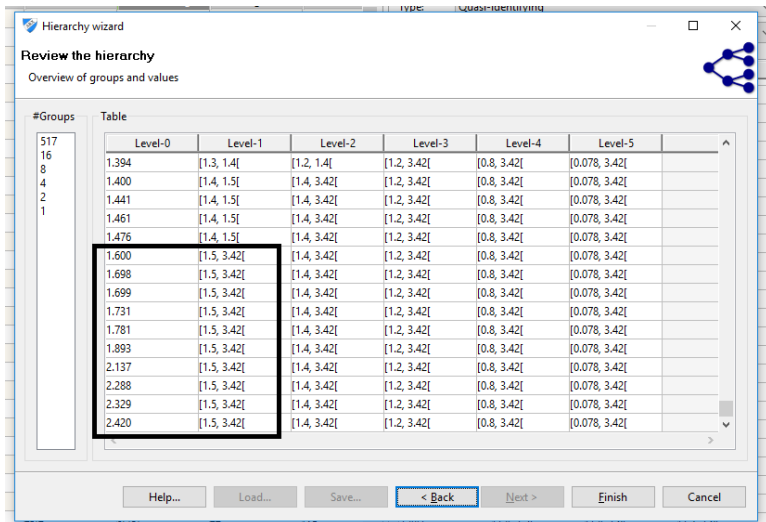 Type: Quasi-identifying
Hierarchy wizard
Review the hierarchy
Overview of groups and values
#Groups
517
16
8
4
2
1
Table
Level-0 Level-1 Level-2 Level-3 Level-4 Level-5
1.394 [1.3, 1.4[ [1.2, 1.4[ [1.2, 3.42[ [0.8, 3.42[ [0.078, 3.42[
1.400 [1.4, 1.5[ [1.4, 3.42[ [1.2, 3.42[ [0.8, 3.42[ [0.078, 3.42[
1.441 [1.4, 1.5[ [1.4, 3.42[ [1.2, 3.42[ [0.8, 3.42[ [0.078, 3.42[
1.461 [1.4, 1.5[ [1.4, 3.42[ [1.2, 3.42[ [0.8, 3.42[ [0.078, 3.42[
1.476 [1.4, 1.5[ [1.4, 3.42[ [1.2, 3.42[ [0.8, 3.42[ [0.078, 3.42[
1.600 [1.5, 3.42[ [1.4, 3.42[ [1.2, 3.42[ [0.8, 3.42[ [0.078, 3.42[
1.698 [1.5, 3.42[ [1.4, 3.42[ [1.2, 3.42[ [0.8, 3.42[ [0.078, 3.42[
1.699 [1.5, 3.42[ [1.4, 3.42[ [1.2, 3.42[ [0.8, 3.42[ [0.078, 3.42[
1.731 [1.5, 3.42[ [1.4, 3.42[ [1.2, 3.42[ [0.8, 3.42[ [0.078, 3.42[
1.781 [1.5, 3.42[ [1.4, 3.42[ [1.2, 3.42[ [0.8, 3.42[ [0.078, 3.42[
1.893 [1.5, 3.42[ [1.4, 3.42[ [1.2, 3.42[ [0.8, 3.42[ [0.078, 3.42[
2.137 [1.5, 3.42[ [1.4, 3.42[ [1.2, 3.42[ [0.8, 3.42[ [0.078, 3.42[
2.288 [1.5, 3.42[ [1.4, 3.42[ [1.2, 3.42[ [0.8, 3.42[ [0.078, 3.42[
2.329 [1.5, 3.42[ [1.4, 3.42[ [1.2, 3.42[ [0.8, 3.42[ [0.078, 3.42[
2.420 [1.5, 3.42[ [1.4, 3.42[ [1.2, 3.42[ [0.8, 3.42[ [0.078, 3.42[
Help... Load... Save... < Back Next > Finish Cancel